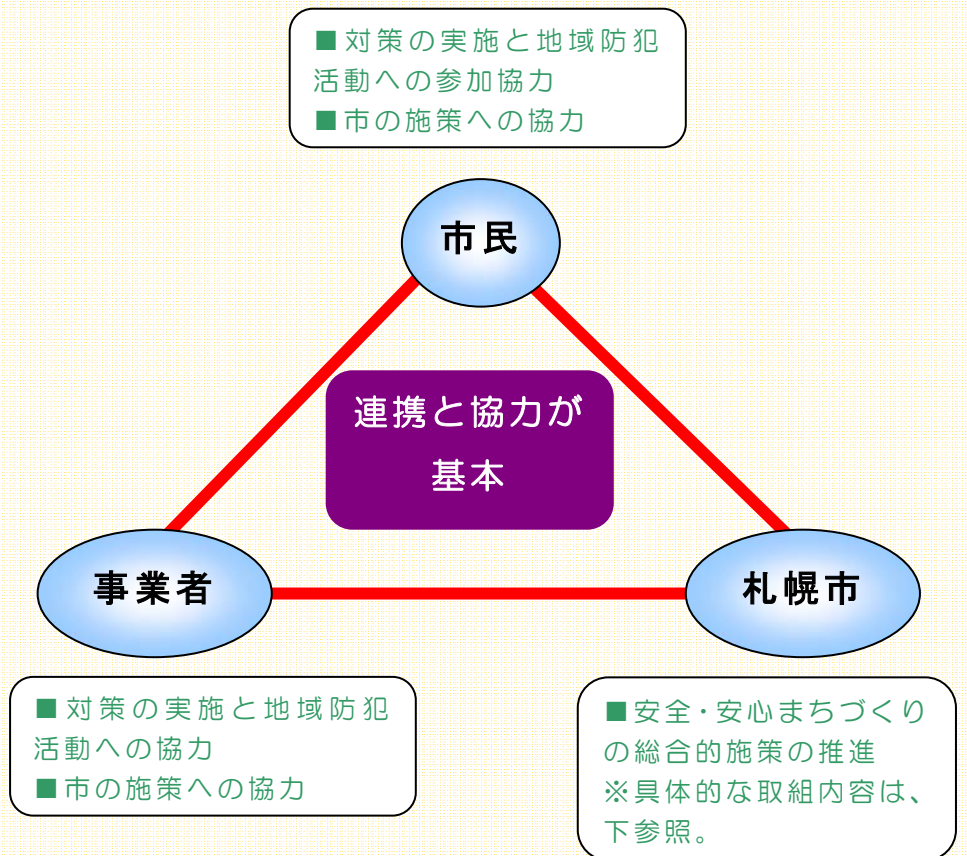 ■対策の実施と地域防犯
活動への参加協力
■市の施策への協力
市民
連携と協力が
基本
事業者
札幌市
■対策の実施と地域防犯
活動への協力
■市の施策への協力
■安全・安心まちづくり
の総合的施策の推進
※具体的な取組内容は、
下参照。